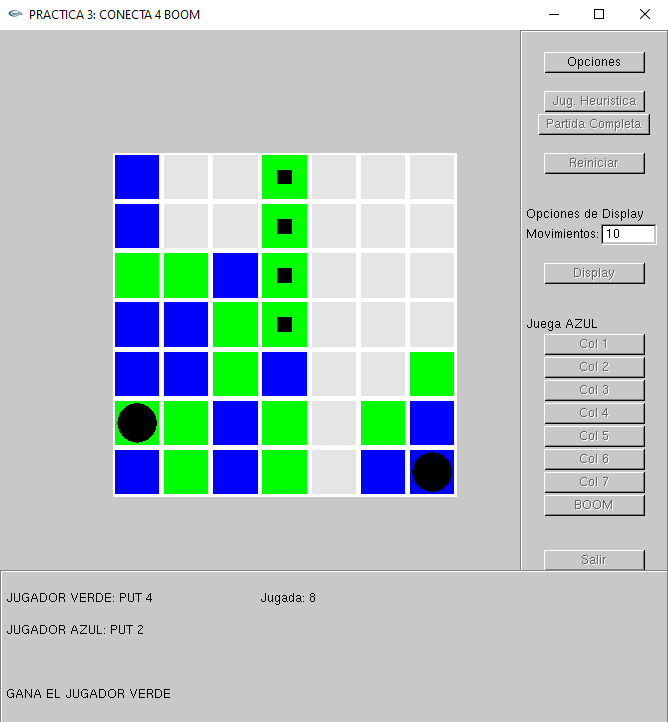 PRACTICA 3: CONECTA 4 BOOM
Opciones
Jug. Heuristica
Partida Completa
Reiniciar
Opciones de Display
Movimientos: 10
Display
Juega AZUL
Col 1
Col 2
Col 3
Col 4
Col 5
Col 6
Col 7
BOOM
Salir
JUGADOR VERDE: PUT 4 Jugada: 8
JUGADOR AZUL: PUT 2
GANA EL JUGADOR VERDE